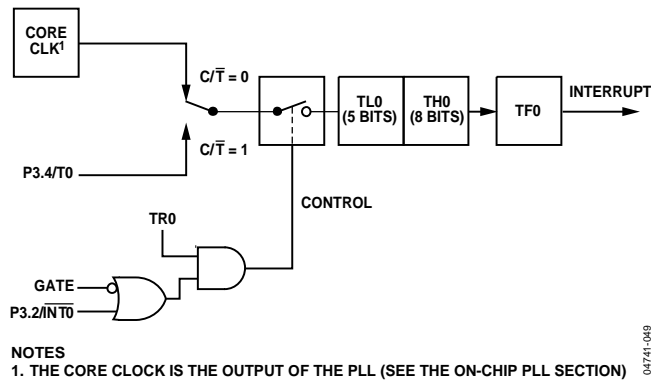 CORE
CLK¹
C/T̅ = 0
C/T̅ = 1
P3.4/T0
TL0
(5 BITS)
TH0
(8 BITS)
TF0
INTERRUPT
CONTROL
TR0
GATE
P3.2/I̅N̅T̅0̅
NOTES
1. THE CORE CLOCK IS THE OUTPUT OF THE PLL (SEE THE ON-CHIP PLL SECTION)
04741-049